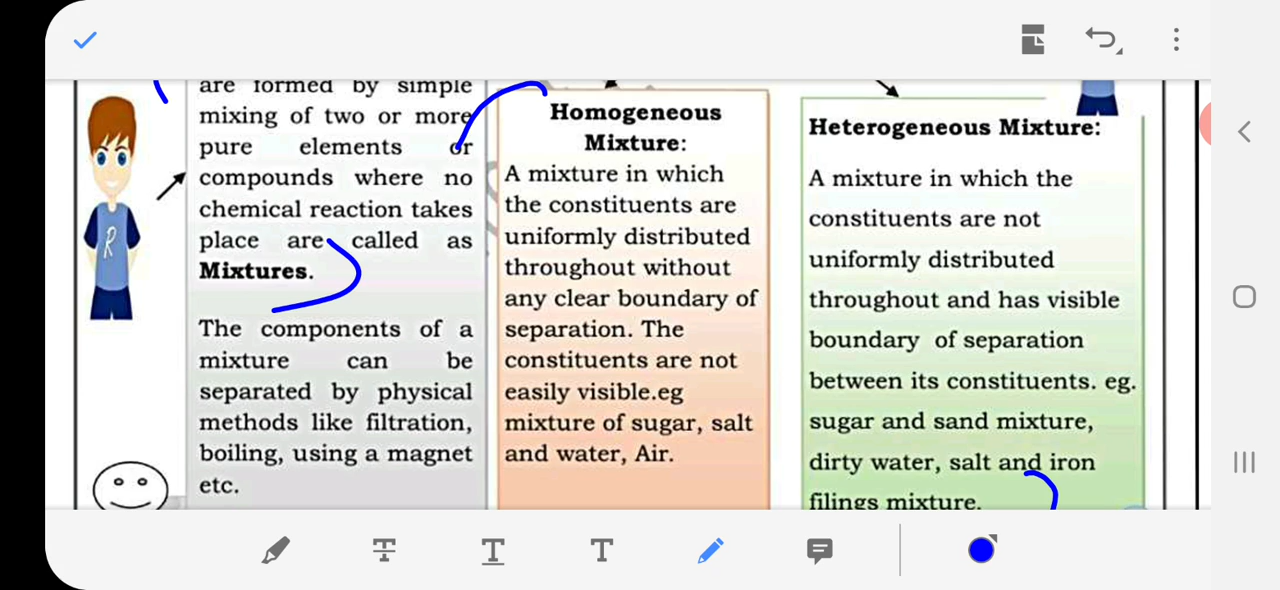 are formed by simple
mixing of two or more
pure elements or
compounds where no
chemical reaction takes
place are called as
Mixtures.
The components of a
mixture can be
separated by physical
methods like filtration,
boiling, using a magnet
etc.
Homogeneous
Mixture:
A mixture in which
the constituents are
uniformly distributed
throughout without
any clear boundary of
separation. The
constituents are not
easily visible.eg
mixture of sugar, salt
and water, Air.
Heterogeneous Mixture:
A mixture in which the
constituents are not
uniformly distributed
throughout and has visible
boundary of separation
between its constituents. eg.
sugar and sand mixture,
dirty water, salt and iron
filings mixture.
R
T
T
T